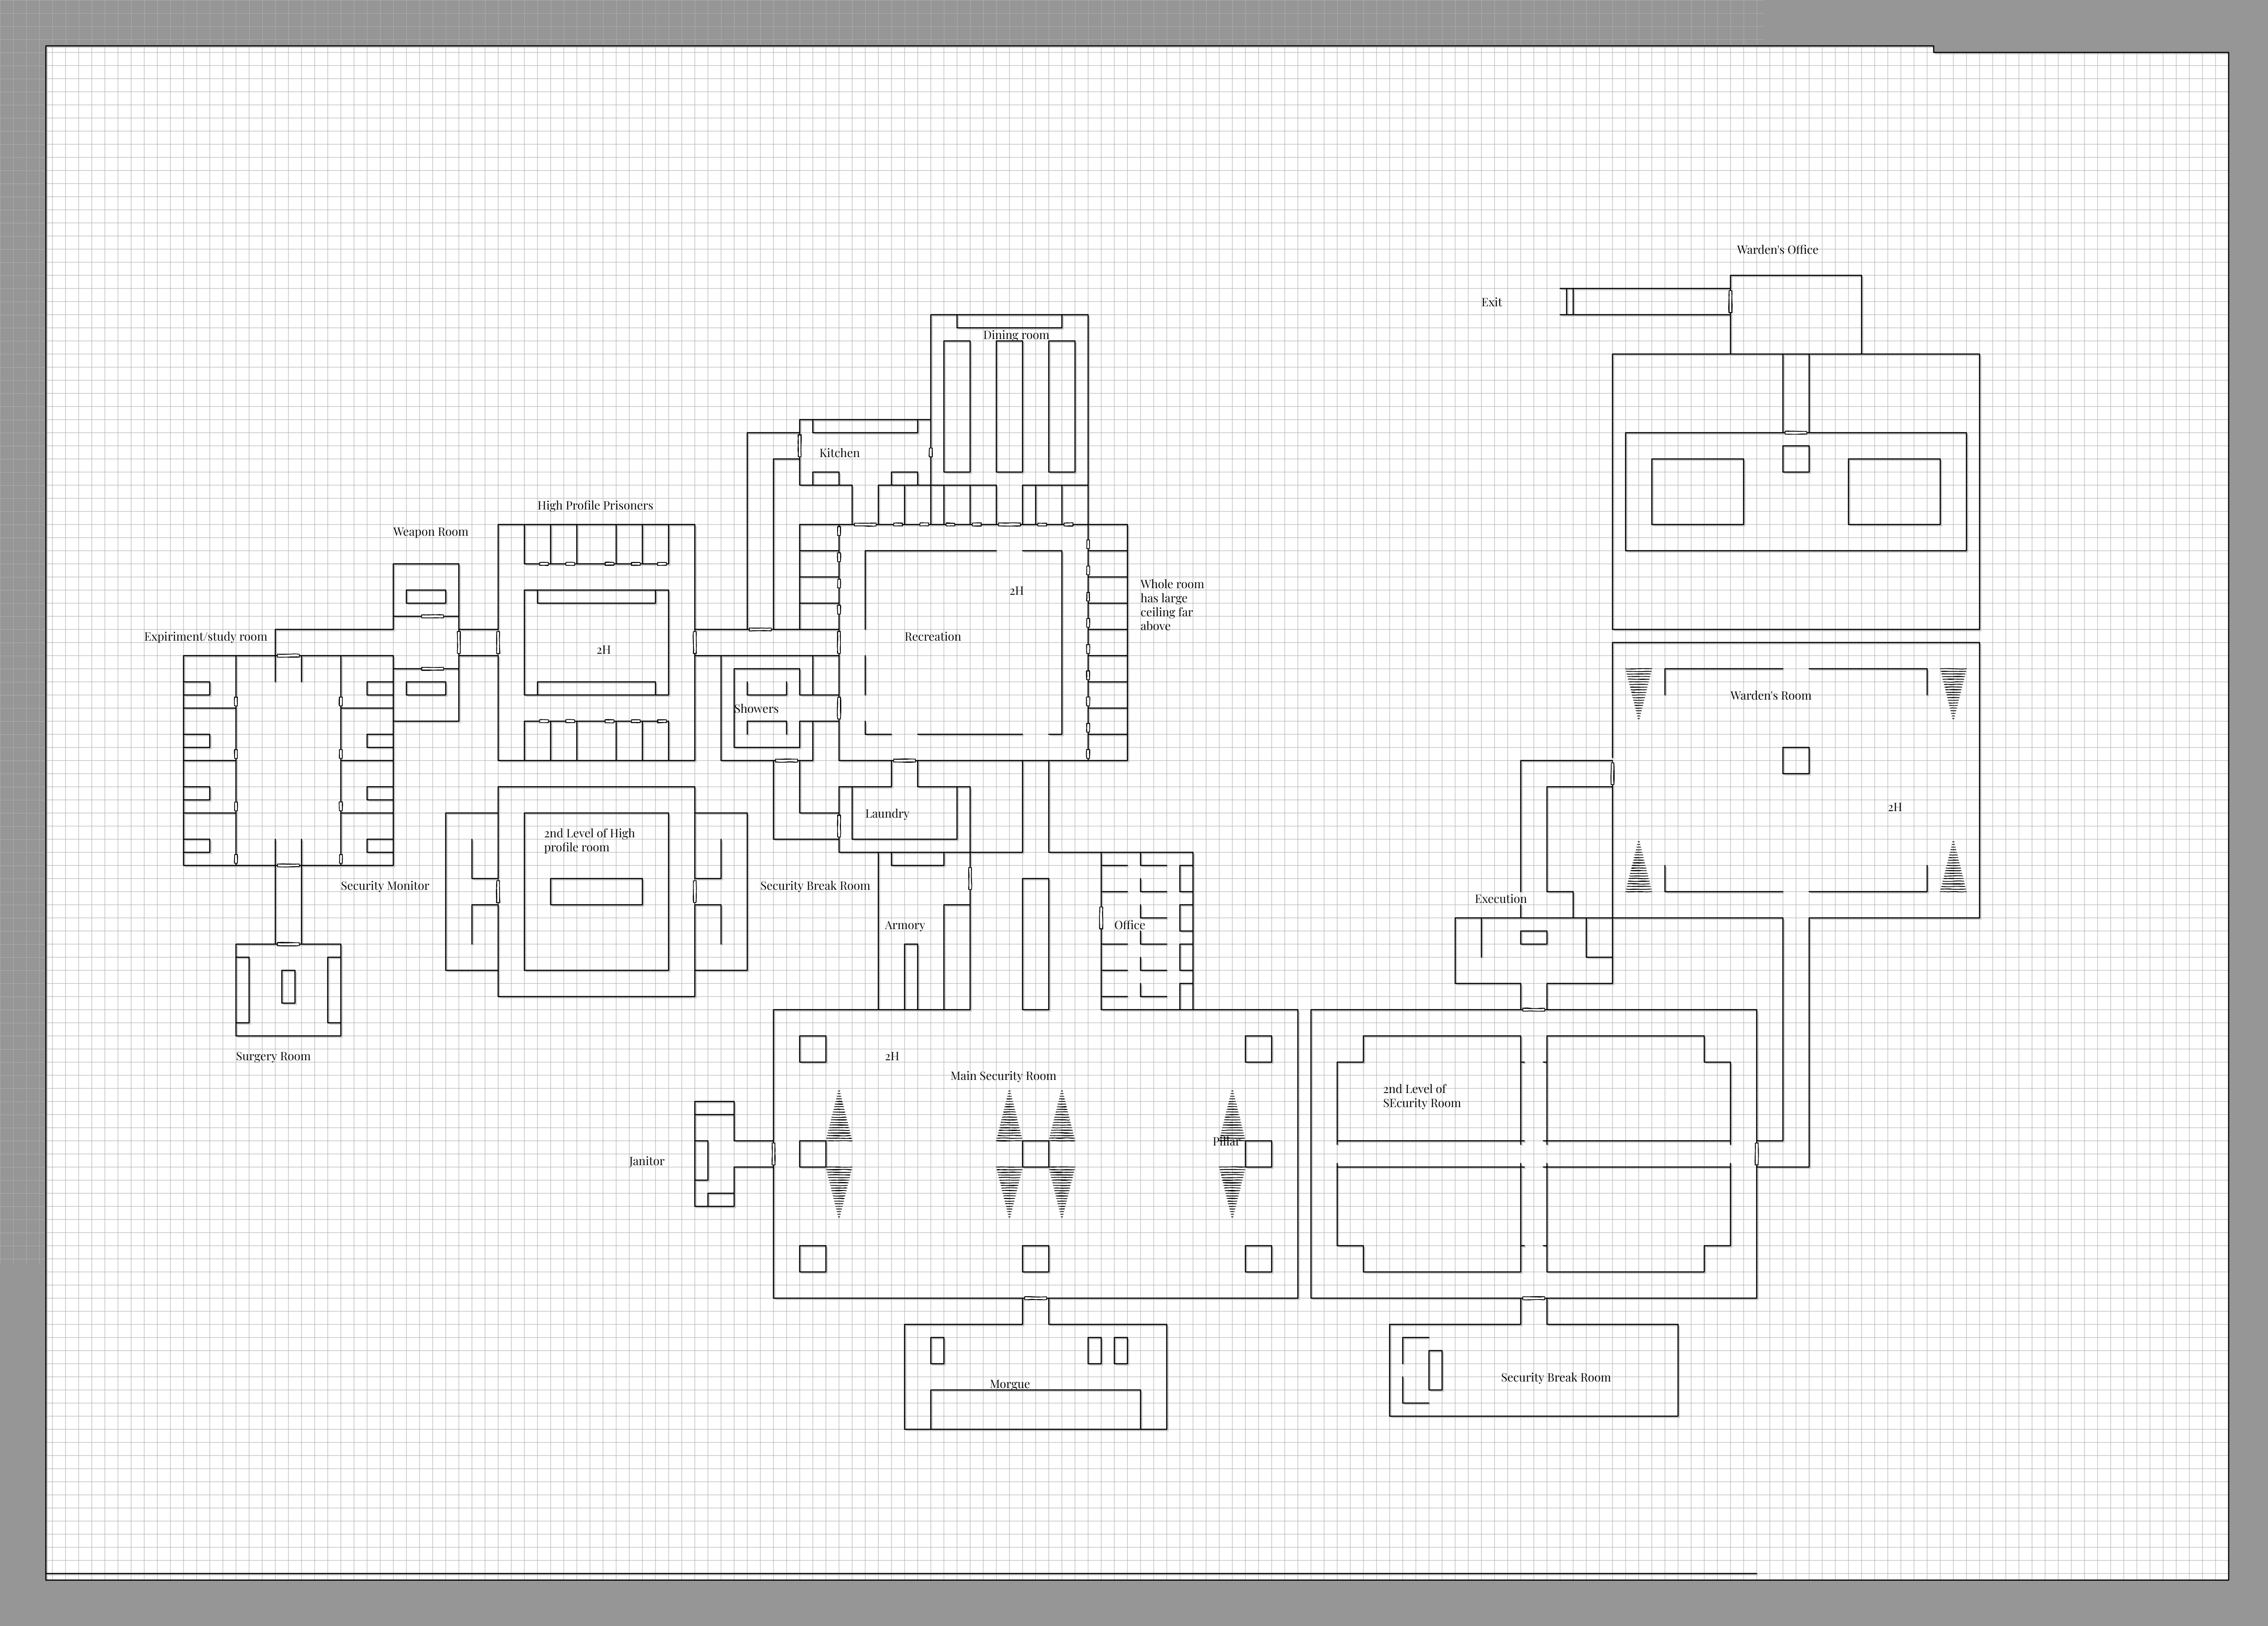 Warden's Office
Exit
Dining room
Kitchen
High Profile Prisoners
Weapon Room
Whole room
has large
ceiling far
above
2H
Expiriment/study room
Recreation
2H
Warden's Room
Showers
2H
Laundry
2nd Level of High
profile room
Security Monitor
Security Break Room
Execution
Armory
Office
Surgery Room
2H
Main Security Room
2nd Level of
SEcurity Room
Pillar
Janitor
Security Break Room
Morgue